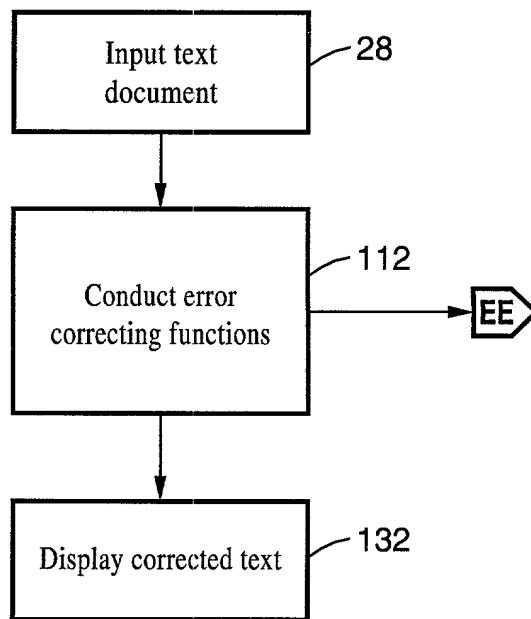 Input text
document
28
Conduct error
correcting functions
112
EE
Display corrected text
132